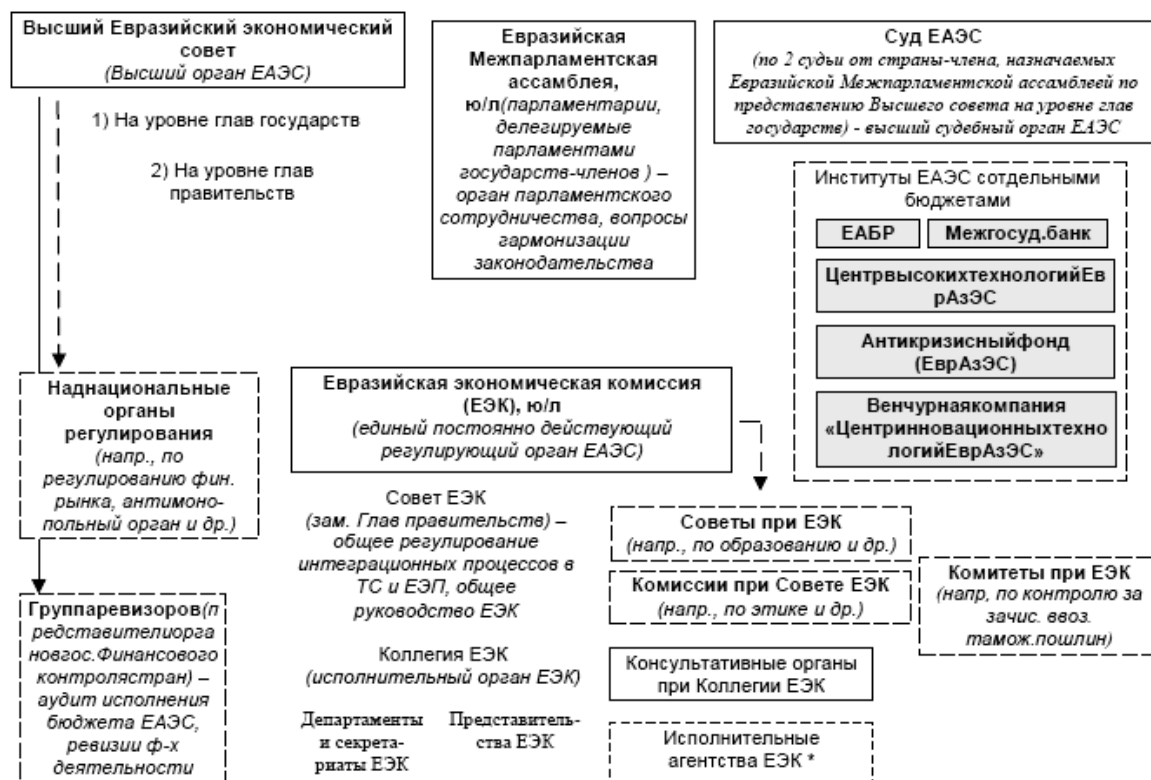 Высший Евразийский экономический
совет
(Высший орган ЕАЭС)
1) На уровне глав государств
2) На уровне глав
правительств
Евразийская
Межпарламентская
ассамблея,
ю/л(парламентарии,
делегируемые
парламентами
государств-членов ) –
орган парламентского
сотрудничества, вопросы
гармонизации
законодательства
Суд ЕАЭС
(по 2 судьи от страны-члена, назначаемых
Евразийской Межпарламентской ассамблеей по
представлению Высшего совета на уровне глав
государств) - высший судебный орган ЕАЭС
Институты ЕАЭС сотдельными
бюджетами
ЕАБР
Межгосуд.банк
ЦентрвысокихтехнологийЕв
рАзЭС
Антикризисныйфонд
(ЕврАзЭС)
Венчурнаякомпания
«Центринновационныхтехно
логийЕврАзЭС»
Наднациональные
органы
регулирования
(напр., по
регулированию фин.
рынка, антимоно-
польный орган и др.)
Группаревизоров(п
редставителиорга
новгос.Финансового
контролястран) –
аудит исполнения
бюджета ЕАЭС,
ревизии ф-х
деятельности
Евразийская экономическая комиссия
(ЕЭК), ю/л
(единый постоянно действующий
регулирующий орган ЕАЭС)
Совет ЕЭК
(зам. Глав правительств) –
общее регулирование
интеграционных процессов в
ТС и ЕЭП, общее
руководство ЕЭК
Коллегия ЕЭК
(исполнительный орган ЕЭК)
Департаменты
и секрета-
риаты ЕЭК
Представитель-
ства ЕЭК
Советы при ЕЭК
(напр., по образованию и др.)
Комиссии при Совете ЕЭК
(напр., по этике и др.)
Консультативные органы
при Коллегии ЕЭК
Исполнительные
агентства ЕЭК *
Комитеты при ЕЭК
(напр, по контролю за
зачис. ввоз.
тамож.пошлин)